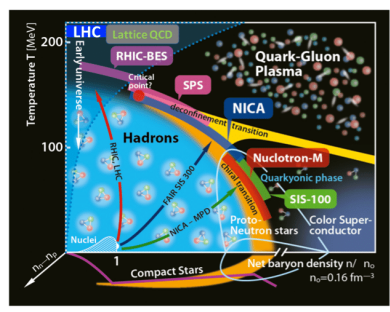 LHC
Lattice QCD
RHIC-BES
Temperature T [MeV]
200
100
Early universe
Critical
point?
SPS
Quark-Gluon
Plasma
deconfinement transition
NICA
Hadrons
Nuclotron-M
Quarkyonic phase
SIS-100
chiral transition
RHIC, LHC
FAIR SIS 300
NICA – MPD
Proto-
Neutron stars
Color Super-
conductor
Nuclei
1
Compact Stars
Net baryon density n/ n₀
n₀=0.16 fm⁻³
nₙ–nₚ